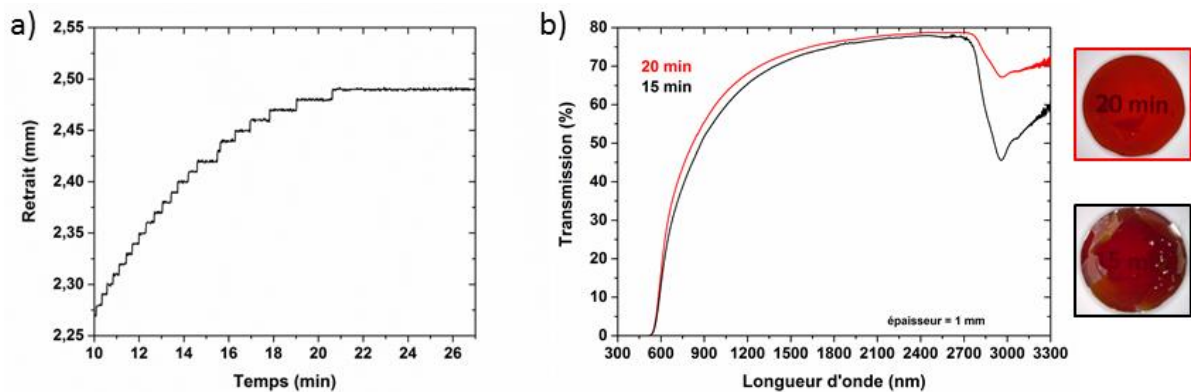 a)
2,55
2,50
2,45
2,40
2,35
2,30
2,25
Retrait (mm)
10 12 14 16 18 20 22 24 26
Temps (min)
b)
80
70
60
50
40
30
20
10
0
Transmission (%)
20 min
15 min
épaisseur = 1 mm
300 600 900 1200 1500 1800 2100 2400 2700 3000 3300
Longueur d'onde (nm)
20 min